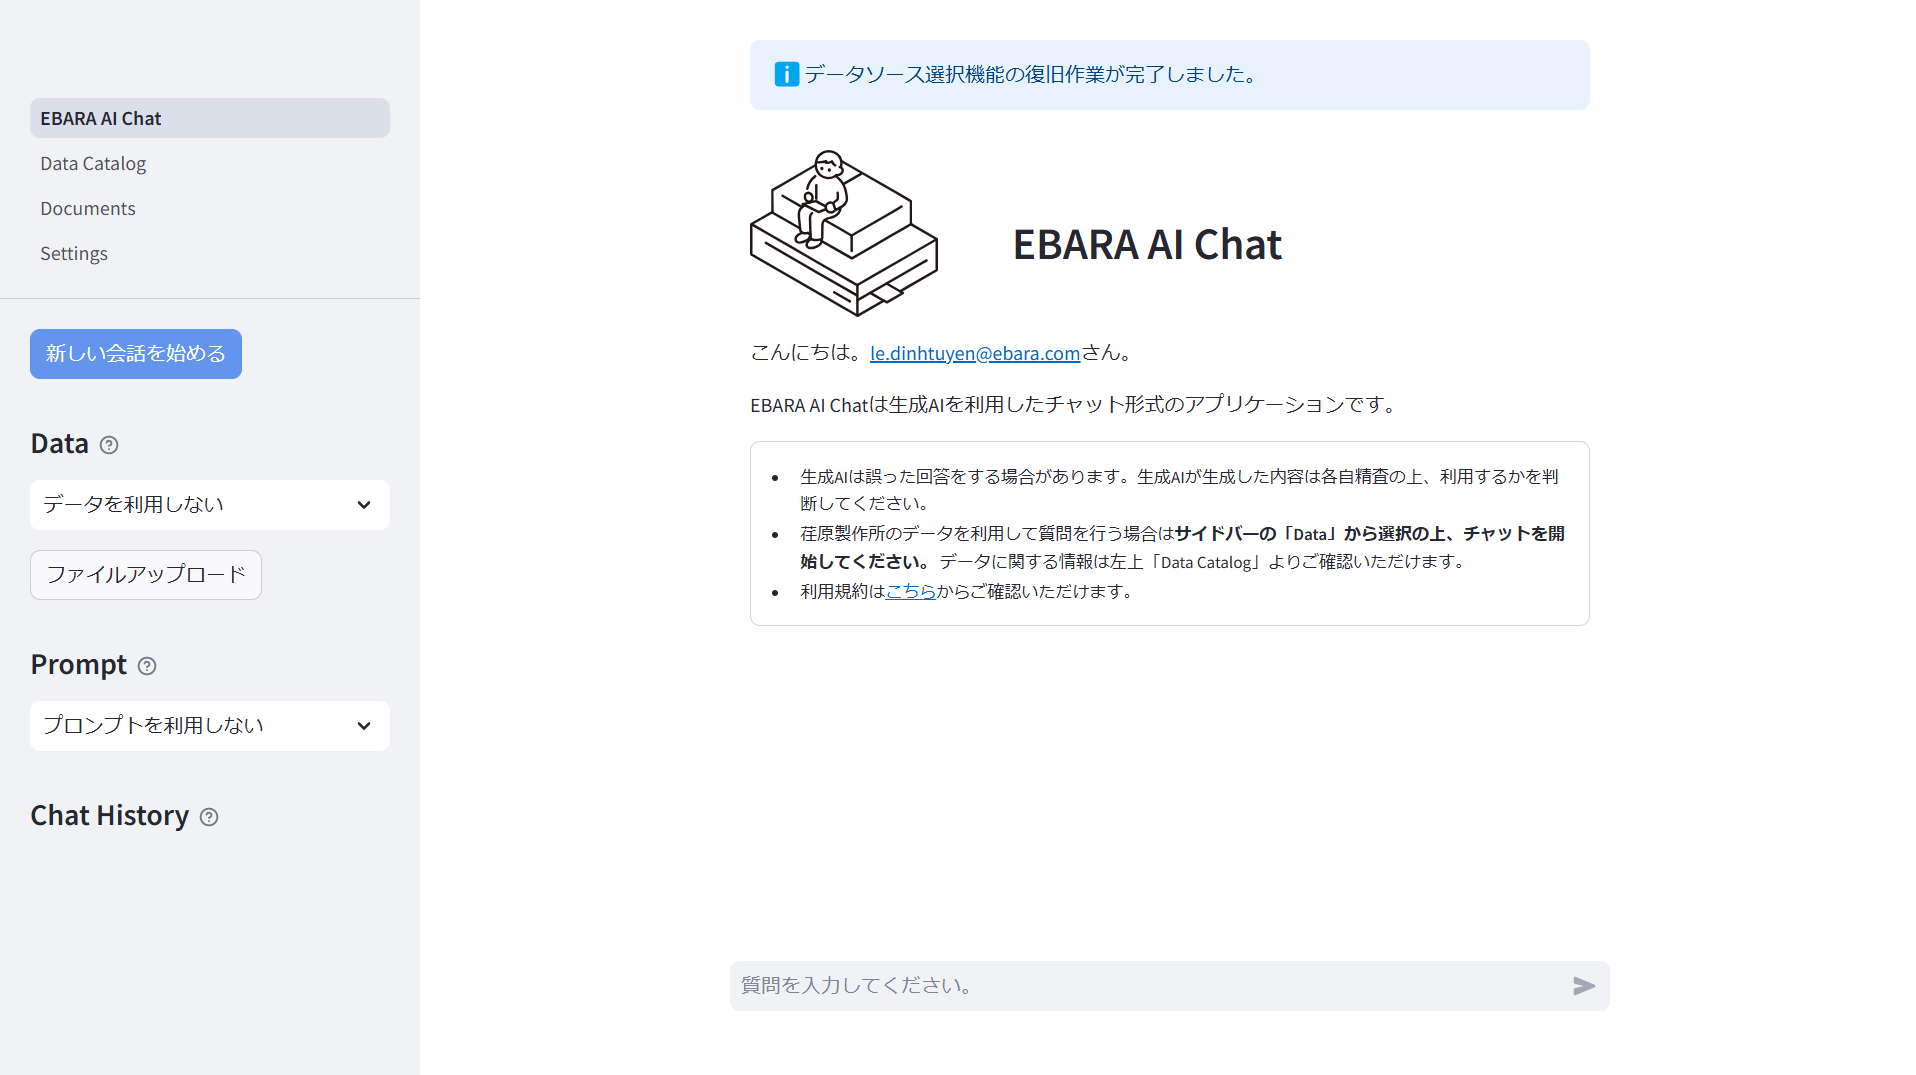 EBARA AI Chat
Data Catalog
Documents
Settings
新しい会話を始める
Data
データを利用しない
ファイルアップロード
Prompt
プロンプトを利用しない
Chat History
データソース選択機能の復旧作業が完了しました。
EBARA AI Chat
こんにちは。le.dinhtuyen@ebara.comさん。
EBARA AI Chatは生成AIを利用したチャット形式のアプリケーションです。
生成AIは誤った回答をする場合があります。生成AIが生成した内容は各自精査の上、利用するかを判
断してください。
荏原製作所のデータを利用して質問を行う場合はサイドバーの「Data」から選択の上、チャットを開
始してください。 データに関する情報は左上「Data Catalog」よりご確認いただけます。
利用規約はこちらからご確認いただけます。
質問を入力してください。